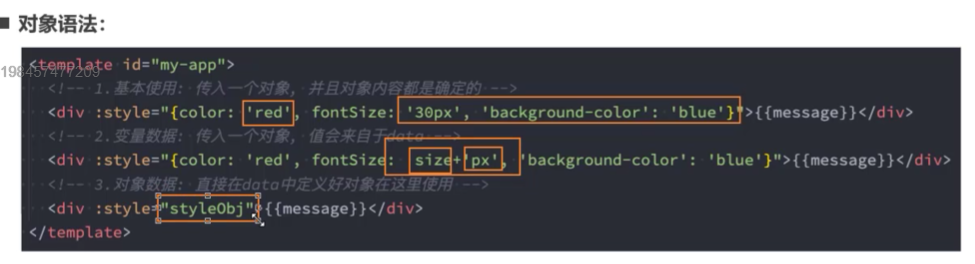 ■ 对象语法:
<template id="my-app">
<!-- 1.基本使用: 传入一个对象, 并且对象内容都是确定的 -->
<div :style="{color: 'red', fontSize: '30px', 'background-color': 'blue'}">{{message}}</div>
<!-- 2.变量数据: 传入一个对象, 值会来自于data -->
<div :style="{color: 'red', fontSize: size+'px', 'background-color': 'blue'}">{{message}}</div>
<!-- 3.对象数据: 直接在data中定义好对象在这里使用 -->
<div :style="styleObj">{{message}}</div>
</template>
198457477209